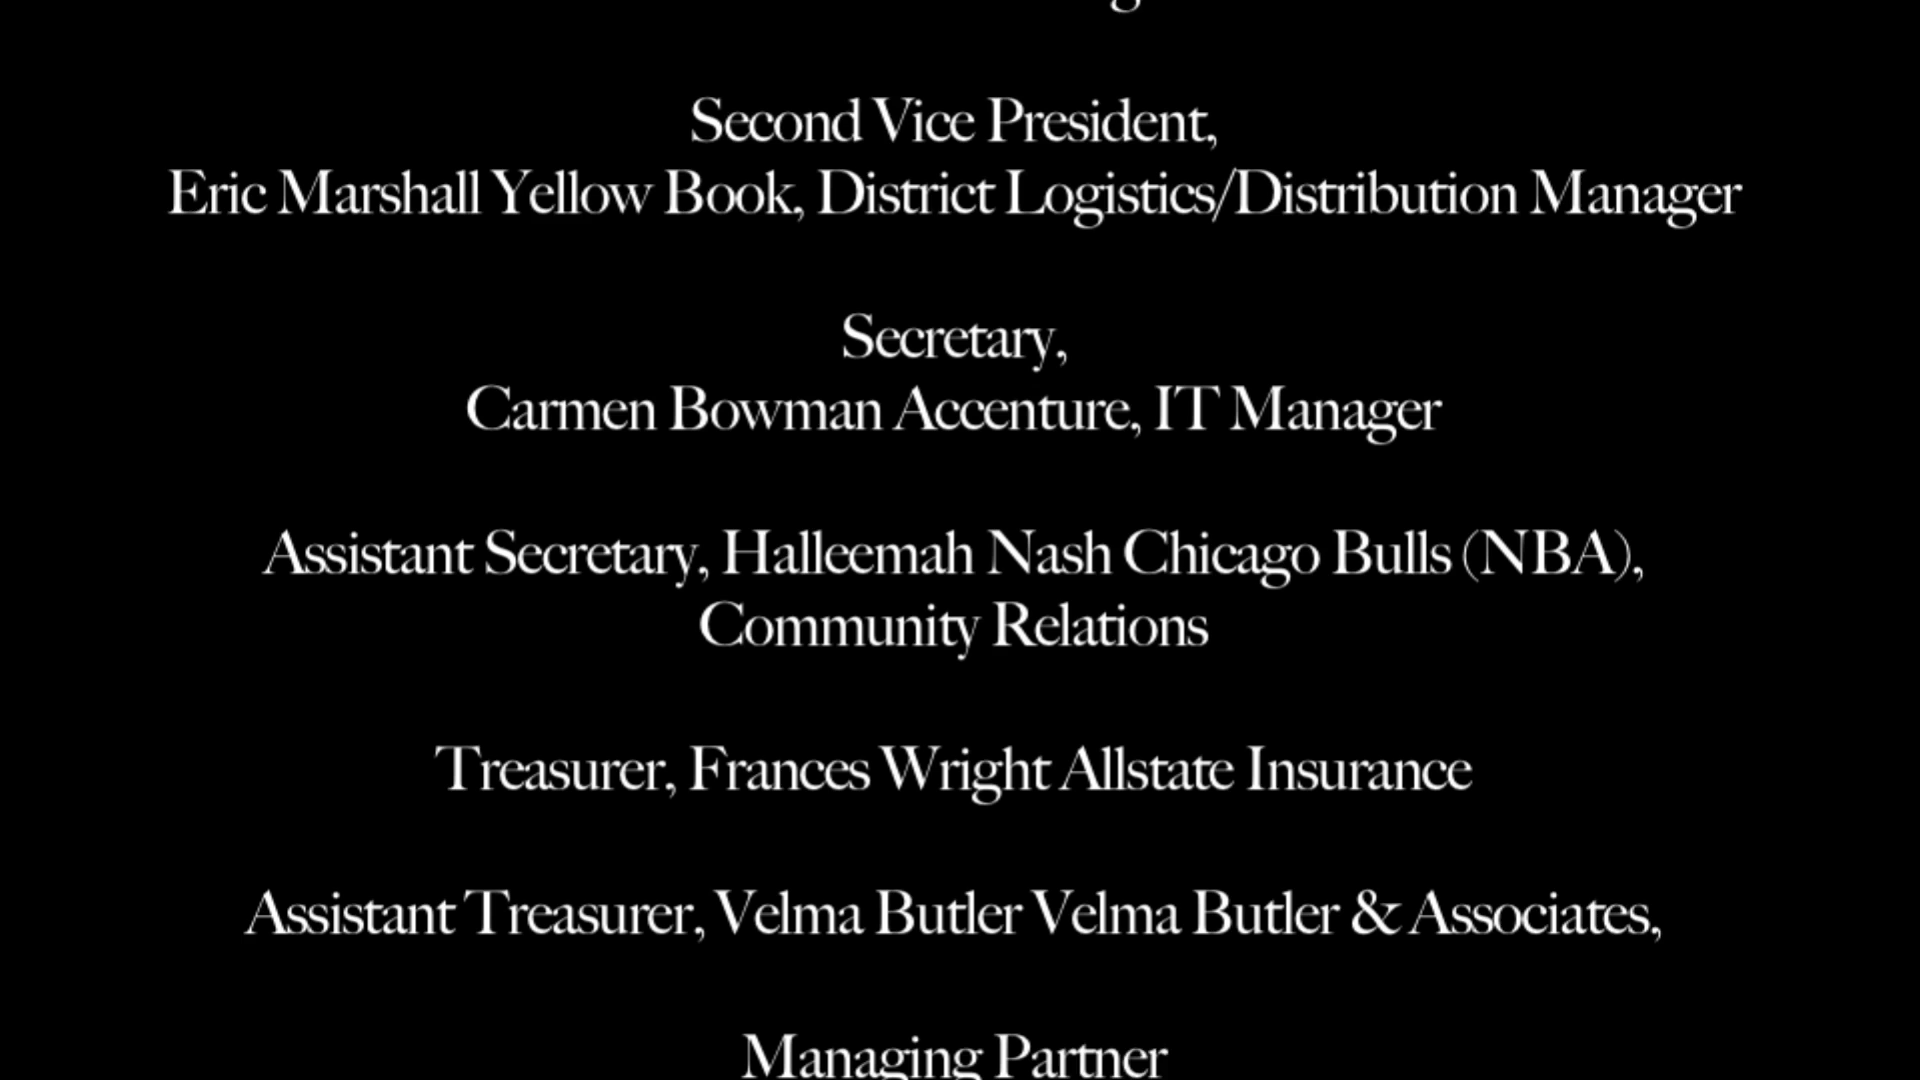 Second Vice President,
Eric Marshall Yellow Book, District Logistics/Distribution Manager
Secretary,
Carmen Bowman Accenture, IT Manager
Assistant Secretary, Halleemah Nash Chicago Bulls (NBA),
Community Relations
Treasurer, Frances Wright Allstate Insurance
Assistant Treasurer, Velma Butler Velma Butler & Associates,
Managing Partner